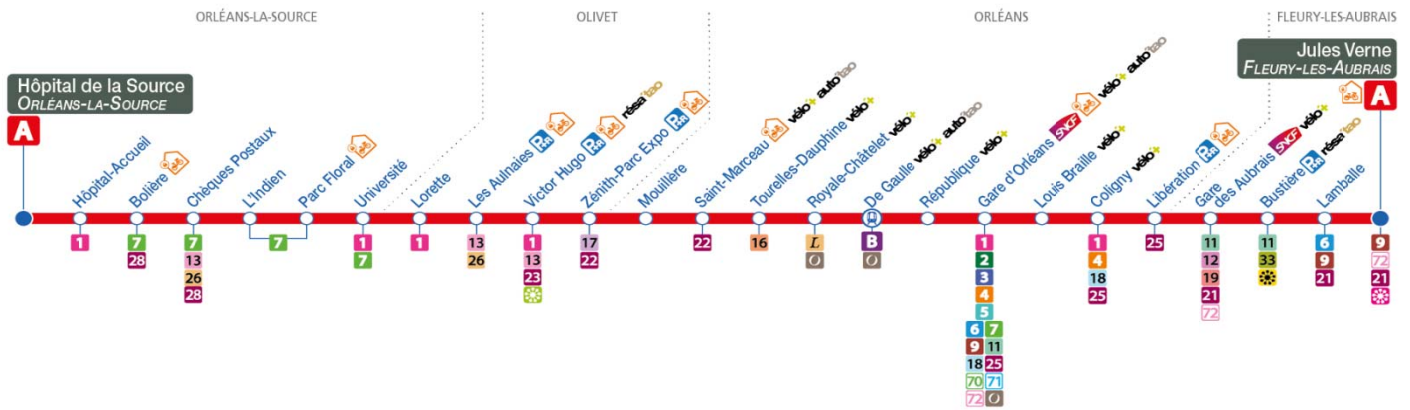 ORLÉANS-LA-SOURCE
OLIVET
ORLÉANS
FLEURY-LES-AUBRAIS
Hôpital de la Source
ORLÉANS-LA-SOURCE
A
Jules Verne
FLEURY-LES-AUBRAIS
A
Hôpital-Accueil
Bolière
Chèques Postaux
L'Indien
Parc Floral
Université
Lorette
Les Aulnaies P+R
Victor Hugo P+R résa'tao
Zénith-Parc Expo P+R
Mouillère
Saint-Marceau vélo+ auto'tao
Tourelles-Dauphine vélo+
Royale-Châtelet vélo+
De Gaulle vélo+ auto'tao
République vélo+
Gare d'Orléans SNCF vélo+ auto'tao
Louis Braille vélo+
Coligny vélo+
Libération P+R
Gare
des Aubrais SNCF vélo+
Bustière P+R résa'tao
Lamballe
1
7
28
7
13
26
28
7
1
7
1
13
26
1
13
23
17
22
22
16
L
O
B
O
1
2
3
4
5
6 7
9 11
18 25
70 71
72 O
1
4
18
25
25
11
12
19
21
72
11
33
6
9
21
9
72
21